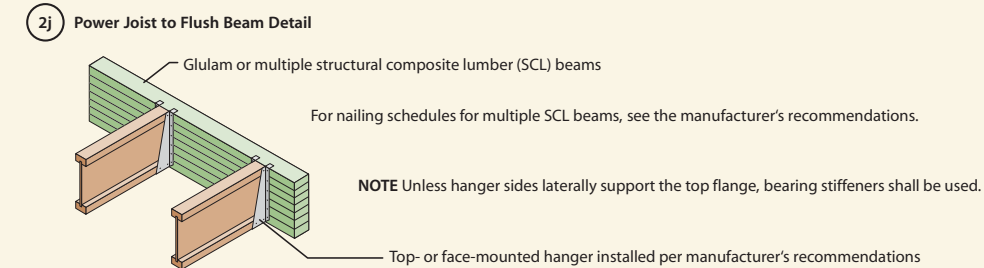 2j Power Joist to Flush Beam Detail
Glulam or multiple structural composite lumber (SCL) beams
For nailing schedules for multiple SCL beams, see the manufacturer’s recommendations.
NOTE Unless hanger sides laterally support the top flange, bearing stiffeners shall be used.
Top- or face-mounted hanger installed per manufacturer’s recommendations